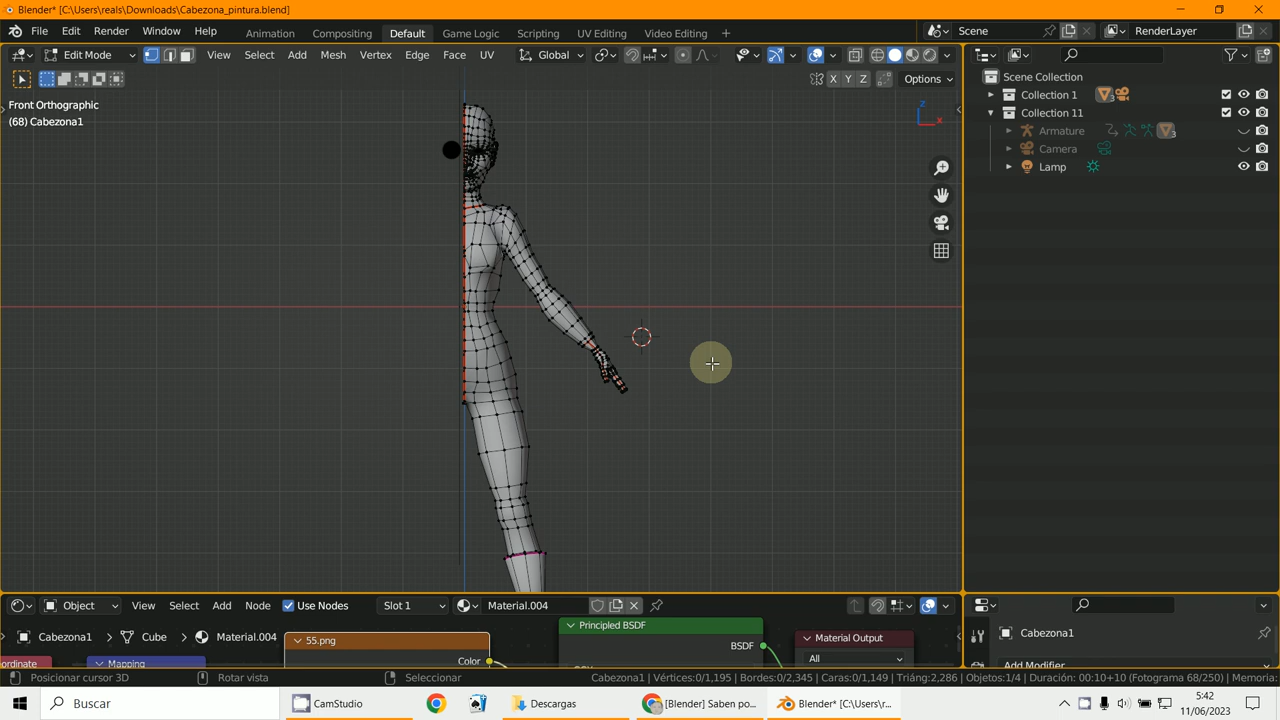 Blender* [C:\Users\reals\Downloads\Cabezona_pintura.blend]
File Edit Render Window Help Animation Compositing Default Game Logic Scripting UV Editing Video Editing + Scene RenderLayer
Edit Mode View Select Add Mesh Vertex Edge Face UV Global
X Y Z Options
Front Orthographic
(68) Cabezona1
Z
X
Scene Collection
Collection 1 3
Collection 11
Armature 3
Camera
Lamp
Object View Select Add Node Use Nodes Slot 1 Material.004
Cabezona1 Cube Material.004
55.png
Color
Mapping
Principled BSDF
BSDF
Material Output
All
Cabezona1
Add Modifier
Posicionar cursor 3D Rotar vista Seleccionar Cabezona1 | Vértices:0/1,195 | Bordes:0/2,345 | Caras:0/1,149 | Triáng:2,286 | Objetos:1/4 | Duración: 00:10+10 (Fotograma 68/250) | Memoria:
Buscar CamStudio Descargas [Blender] Saben po... Blender* [C:\Users\r...
5:42
11/06/2023